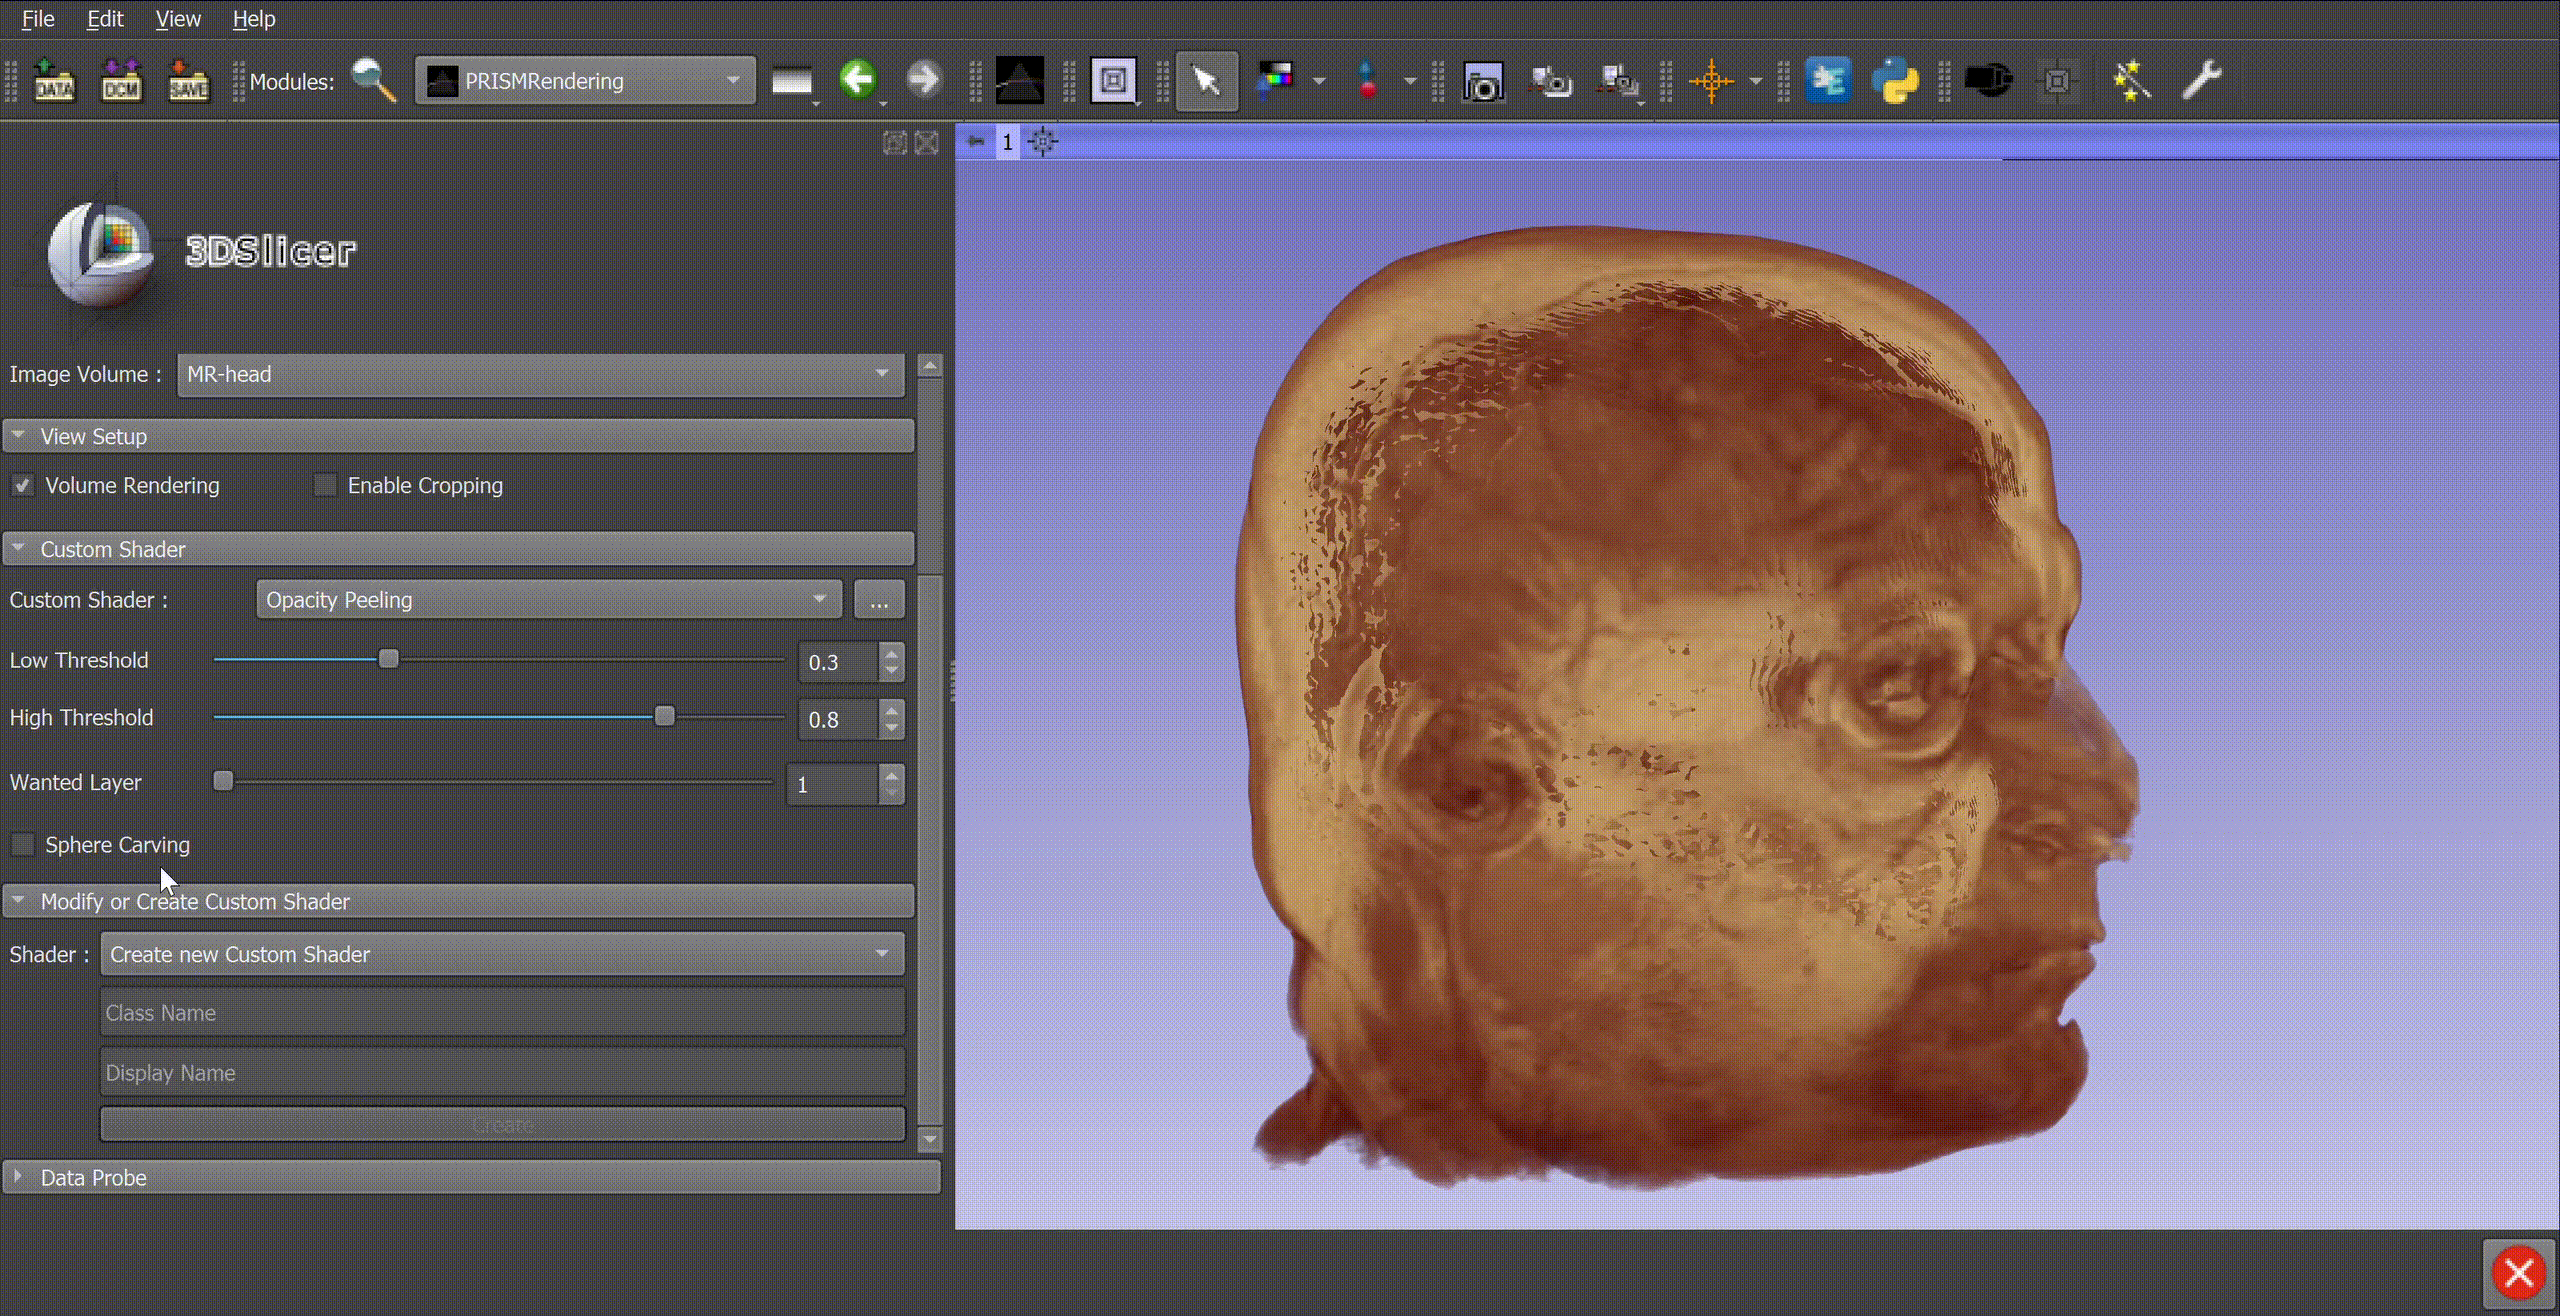 File Edit View Help
DATA DCM SAVE Modules: PRISMRendering
1
3DSlicer
Image Volume : MR-head
View Setup
Volume Rendering Enable Cropping
Custom Shader
Custom Shader : Opacity Peeling ...
Low Threshold 0.3
High Threshold 0.8
Wanted Layer 1
Sphere Carving
Modify or Create Custom Shader
Shader : Create new Custom Shader
Class Name
Display Name
Create
Data Probe